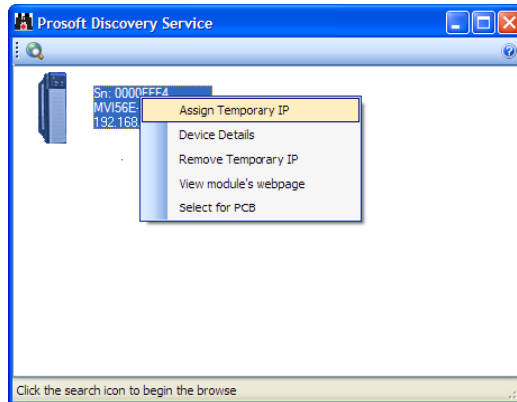 Prosoft Discovery Service
Sn: 0000FFF4
MVI56E-
192.168.
Assign Temporary IP
Device Details
Remove Temporary IP
View module's webpage
Select for PCB
Click the search icon to begin the browse